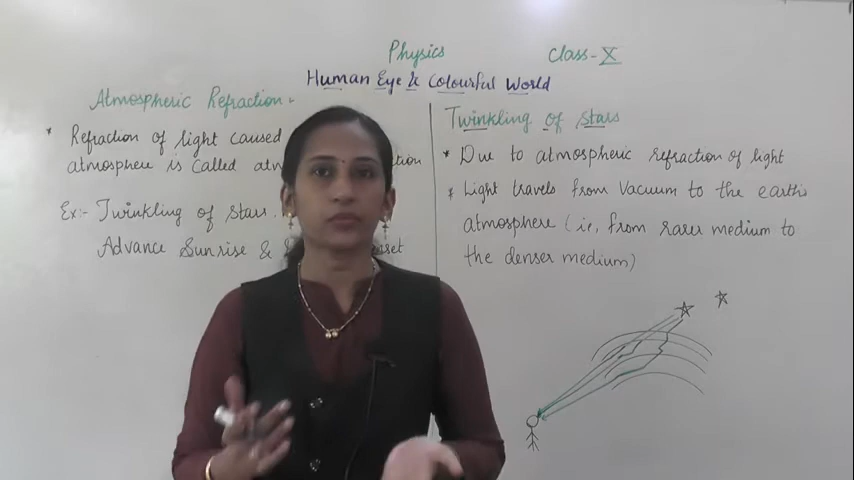 Physics Class-X
Human Eye & Colourful World
Atmospheric Refraction:
* Refraction of light caused
atmosphere is called
Ex:- Twinkling of stars.
Advance Sunrise &
Twinkling of stars
* Due to atmospheric refraction of light
* Light travels from vacuum to the earth's
atmosphere (ie, from rarer medium to
the denser medium)